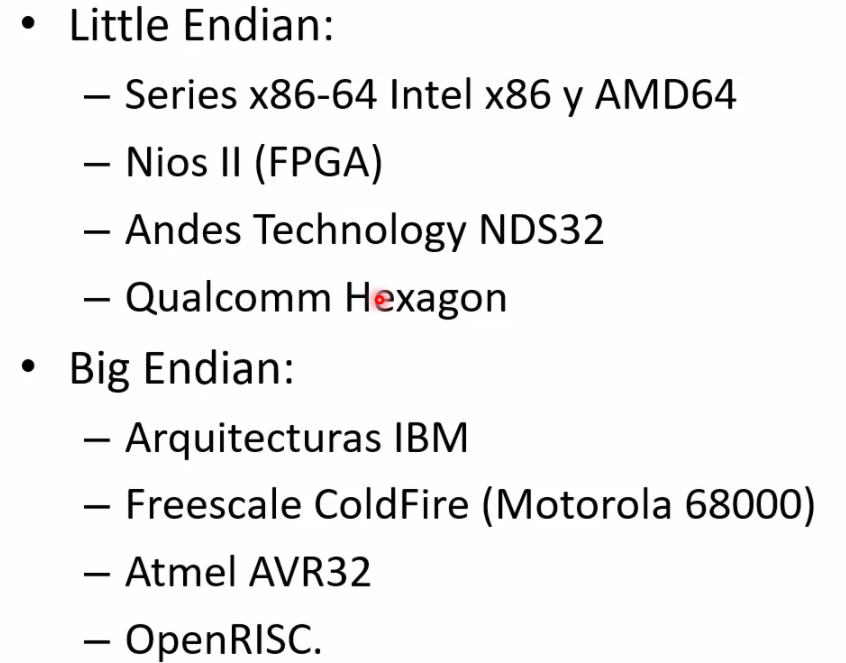 • Little Endian:
– Series x86-64 Intel x86 y AMD64
– Nios II (FPGA)
– Andes Technology NDS32
– Qualcomm Hexagon
• Big Endian:
– Arquitecturas IBM
– Freescale ColdFire (Motorola 68000)
– Atmel AVR32
– OpenRISC.